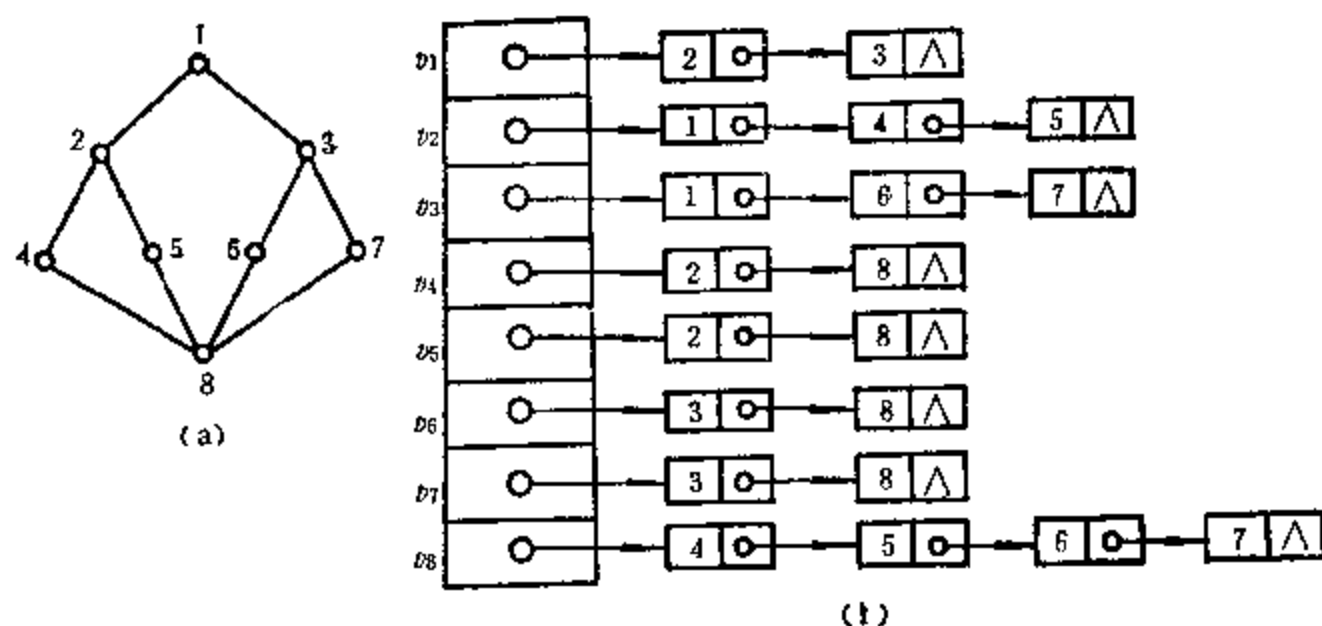 1
2 3
4 5 6 7
8
(a)
v1 2 3 ∧
v2 1 4 5 ∧
v3 1 6 7 ∧
v4 2 8 ∧
v5 2 8 ∧
v6 3 8 ∧
v7 3 8 ∧
v8 4 5 6 7 ∧